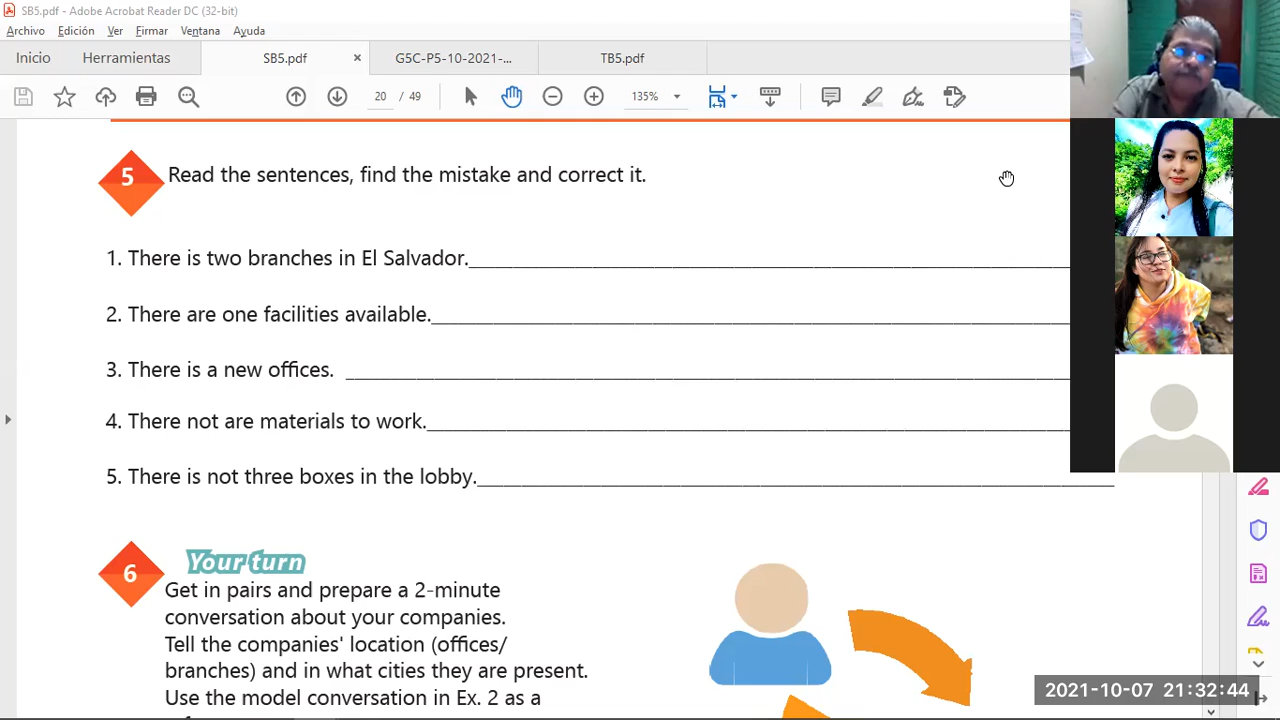 SB5.pdf - Adobe Acrobat Reader DC (32-bit)
Archivo Edición Ver Firmar Ventana Ayuda
Inicio Herramientas SB5.pdf × G5C-P5-10-2021-... TB5.pdf
20 / 49 135%
5 Read the sentences, find the mistake and correct it.
1. There is two branches in El Salvador.
2. There are one facilities available.
3. There is a new offices.
4. There not are materials to work.
5. There is not three boxes in the lobby.
6 Your turn
Get in pairs and prepare a 2-minute
conversation about your companies.
Tell the companies' location (offices/
branches) and in what cities they are present.
Use the model conversation in Ex. 2 as a
2021-10-07 21:32:44